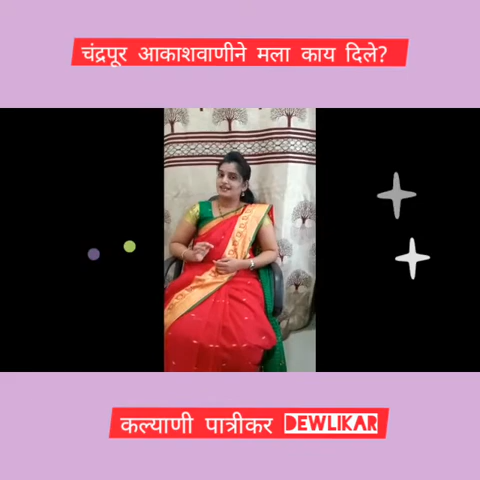 चंद्रपूर आकाशवाणीने मला काय दिले?
कल्याणी पात्रीकर DEWLIKAR